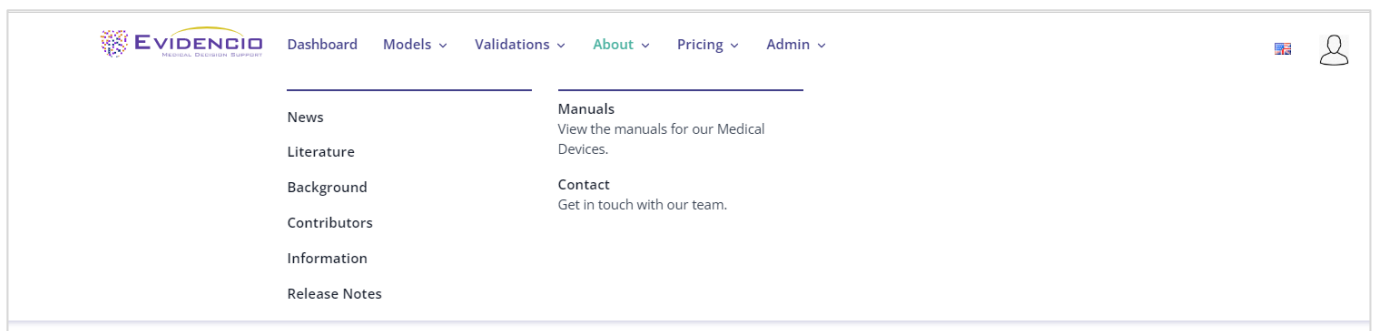 EVIDENCIO
MEDICAL DECISION SUPPORT
Dashboard Models Validations About Pricing Admin
News
Literature
Background
Contributors
Information
Release Notes
Manuals
View the manuals for our Medical
Devices.
Contact
Get in touch with our team.